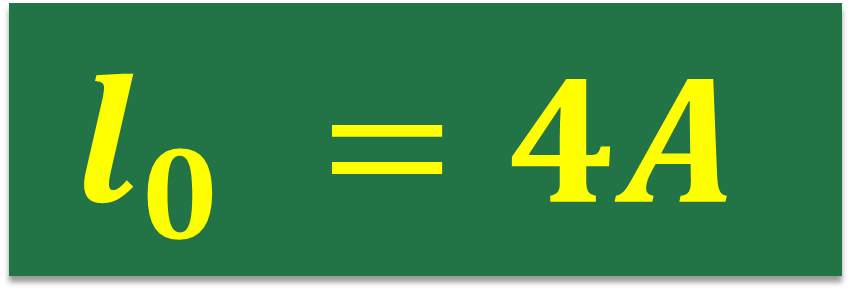 l₀ = 4A